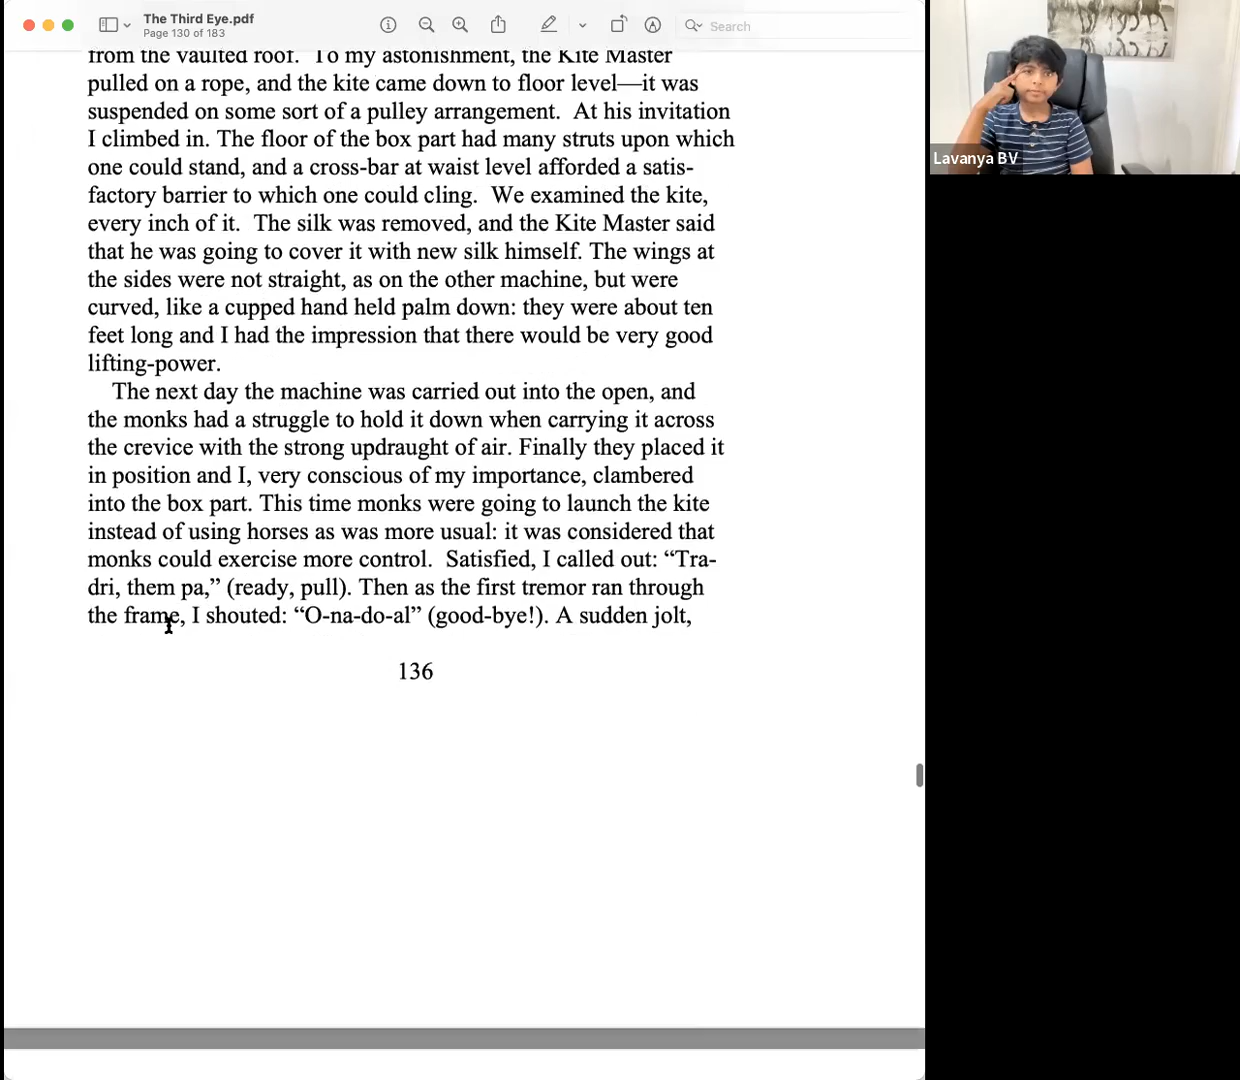 The Third Eye.pdf
Page 130 of 183
Search
from the vaulted roof.  To my astonishment, the Kite Master
pulled on a rope, and the kite came down to floor level—it was
suspended on some sort of a pulley arrangement.  At his invitation
I climbed in. The floor of the box part had many struts upon which
one could stand, and a cross-bar at waist level afforded a satis-
factory barrier to which one could cling.  We examined the kite,
every inch of it.  The silk was removed, and the Kite Master said
that he was going to cover it with new silk himself. The wings at
the sides were not straight, as on the other machine, but were
curved, like a cupped hand held palm down: they were about ten
feet long and I had the impression that there would be very good
lifting-power.
The next day the machine was carried out into the open, and
the monks had a struggle to hold it down when carrying it across
the crevice with the strong updraught of air. Finally they placed it
in position and I, very conscious of my importance, clambered
into the box part. This time monks were going to launch the kite
instead of using horses as was more usual: it was considered that
monks could exercise more control.  Satisfied, I called out: “Tra-
dri, them pa,” (ready, pull). Then as the first tremor ran through
the frame, I shouted: “O-na-do-al” (good-bye!). A sudden jolt,
136
Lavanya BV